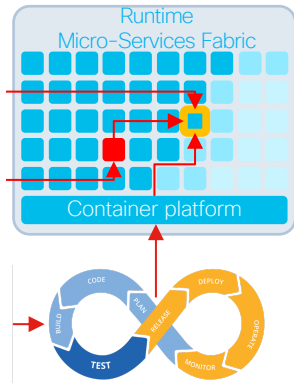 Runtime
Micro-Services Fabric
Container platform
CODE
DEPLOY
BUILD
PLAN
RELEASE
OPERATE
TEST
MONITOR